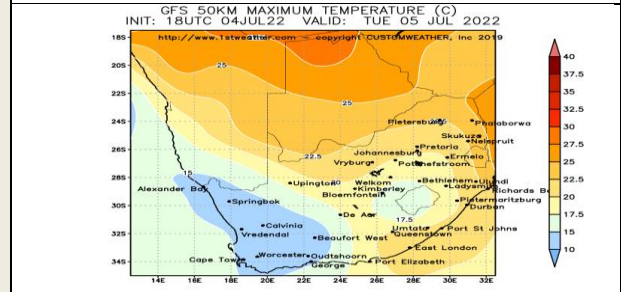 GFS 50KM MAXIMUM TEMPERATURE (C)
INIT: 18UTC 04JUL22 VALID: TUE 05 JUL 2022
http://www.1stweather.com copyright CUSTOMWEATHER, Inc 2019
18S
20S
22S
24S
26S
28S
30S
32S
34S
25
25
22.5
15
20
17.5
Pietersburg
Phalaborwa
Skukuza
Nelspruit
Pretoria
Johannesburg
Ermelo
Vryburg
Potchefstroom
Alexander Bay
Upington
Welkom
Bethlehem
Ulundi
Kimberley
Ladysmith
Richards
Bloemfontein
Springbok
Pietermaritzburg
De Aar
Durban
Calvinia
Umtata
Port St Johns
Vredendal
Beaufort West
Queenstown
East London
Worcester
Oudtshoorn
Cape Town
George
Port Elizabeth
14E 16E 18E 20E 22E 24E 26E 28E 30E 32E
40
37.5
35
32.5
30
27.5
25
22.5
20
17.5
15
10